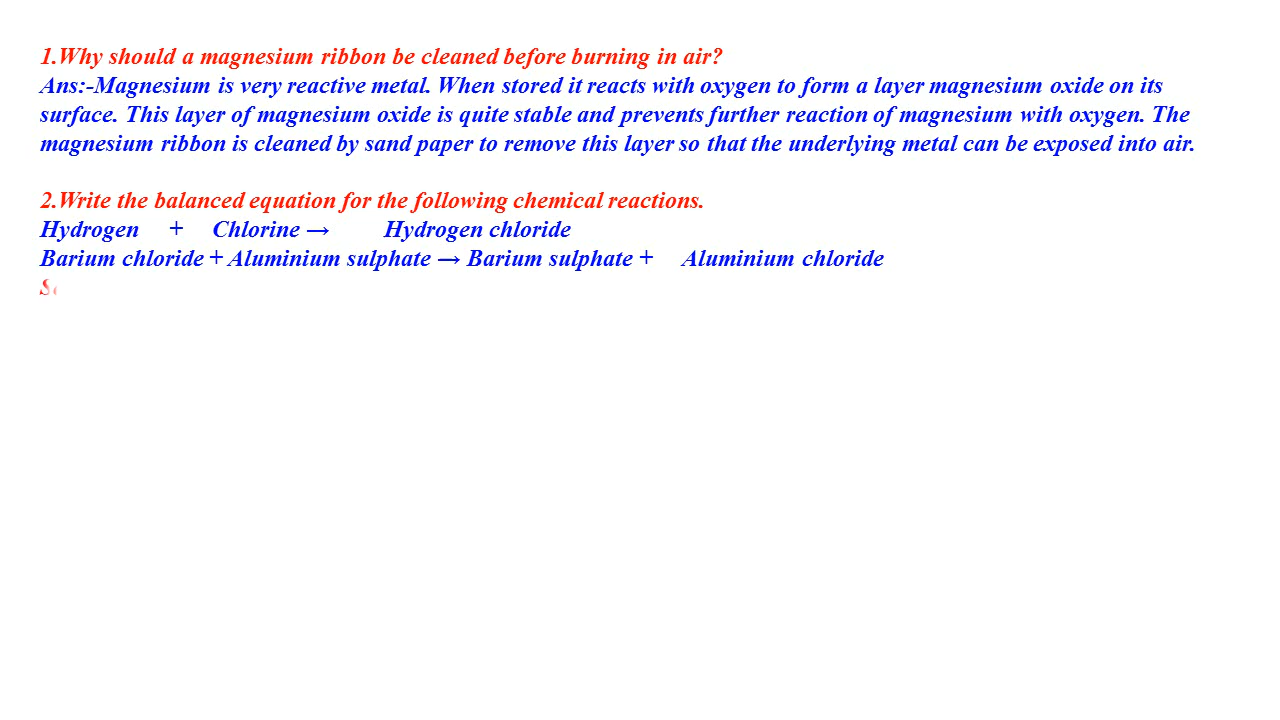 1.Why should a magnesium ribbon be cleaned before burning in air?
Ans:-Magnesium is very reactive metal. When stored it reacts with oxygen to form a layer magnesium oxide on its
surface. This layer of magnesium oxide is quite stable and prevents further reaction of magnesium with oxygen. The
magnesium ribbon is cleaned by sand paper to remove this layer so that the underlying metal can be exposed into air.
2.Write the balanced equation for the following chemical reactions.
Hydrogen + Chlorine → Hydrogen chloride
Barium chloride + Aluminium sulphate → Barium sulphate + Aluminium chloride